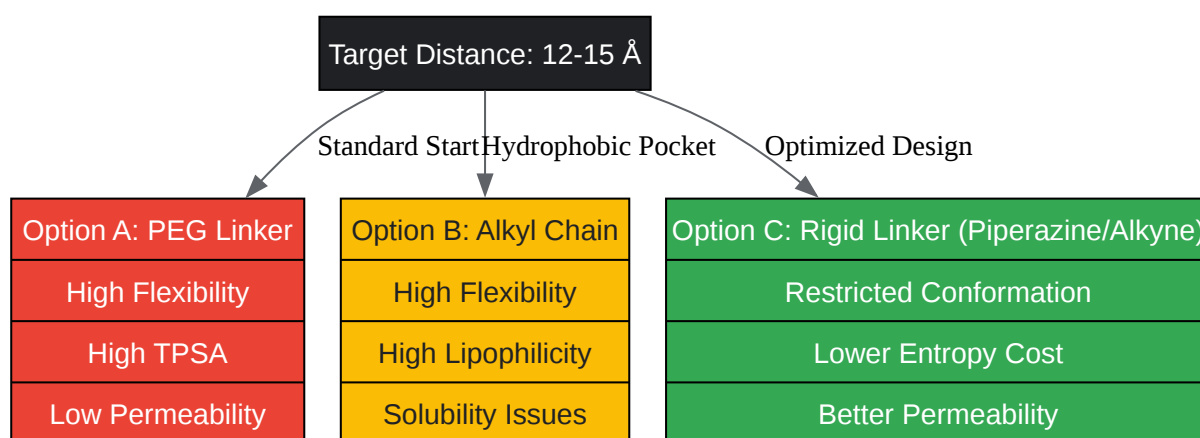 Target Distance: 12-15 Å
Standard Start
Hydrophobic Pocket
Optimized Design
Option A: PEG Linker
High Flexibility
High TPSA
Low Permeability
Option B: Alkyl Chain
High Flexibility
High Lipophilicity
Solubility Issues
Option C: Rigid Linker (Piperazine/Alkyne)
Restricted Conformation
Lower Entropy Cost
Better Permeability